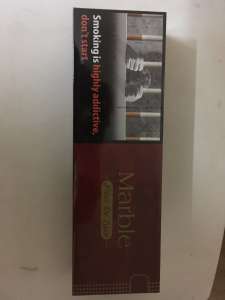 Smoking is highly addictive,
don't start.
Marble